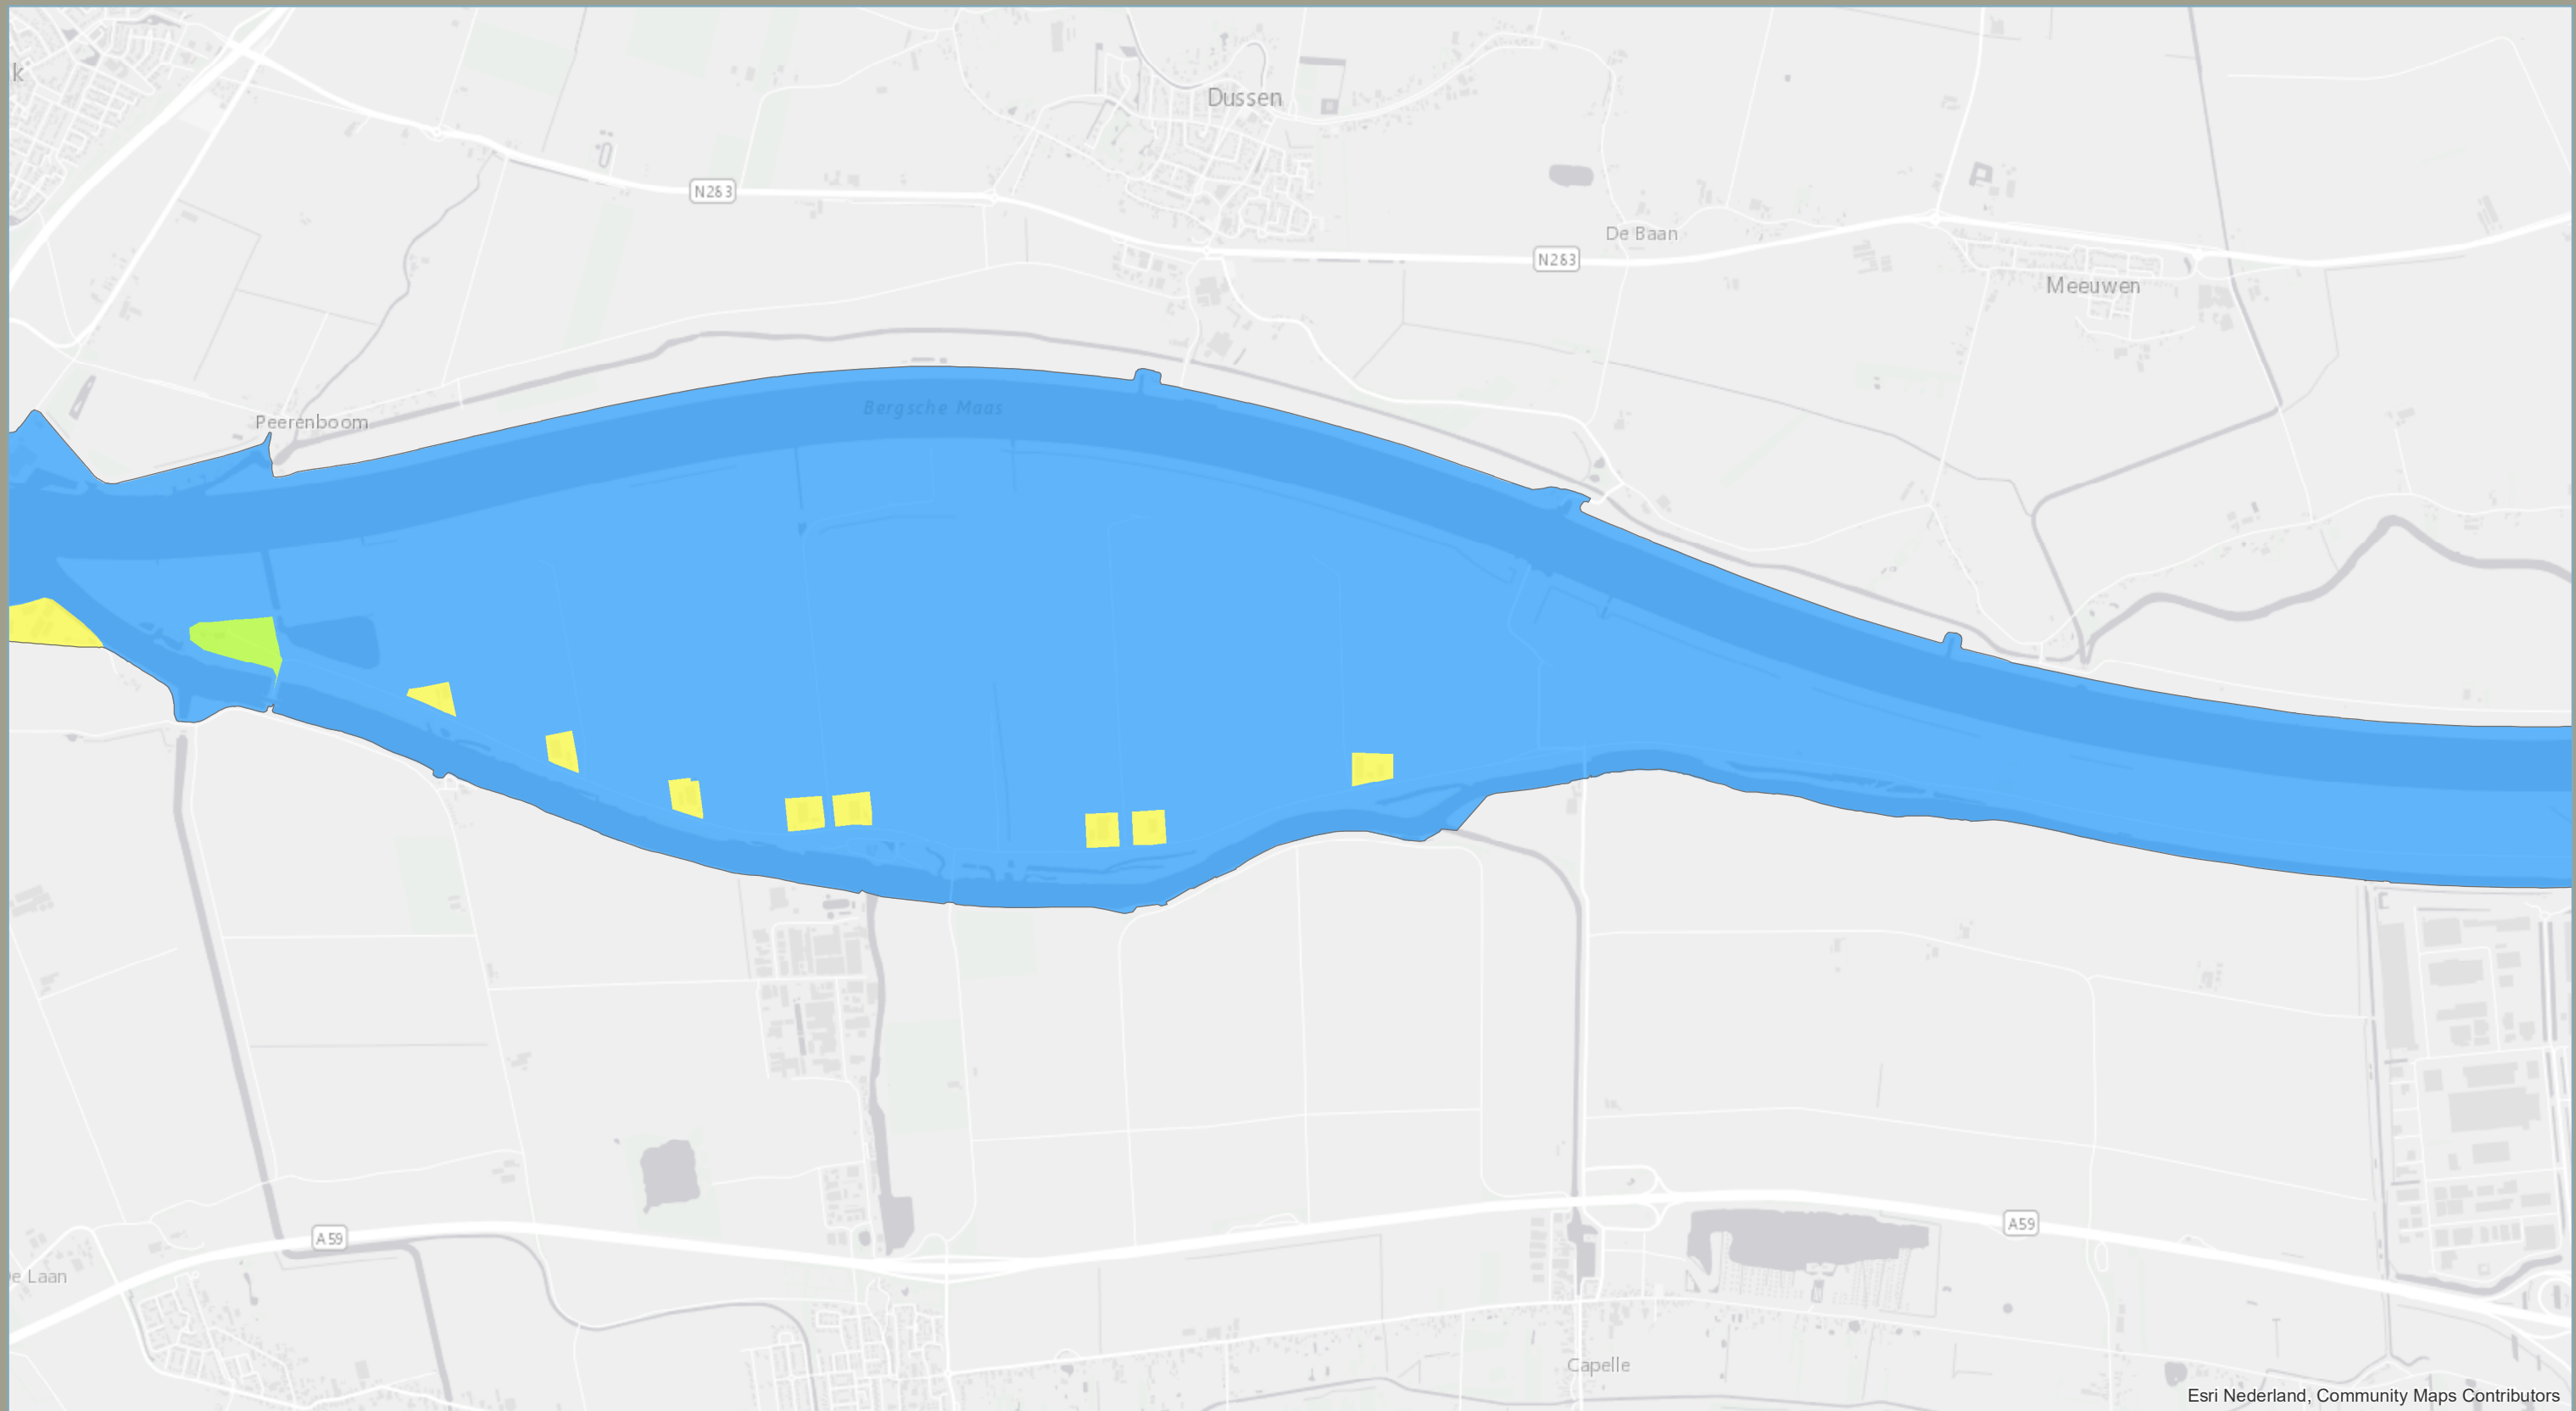 k
Dussen
N283
De Baan
N283
Meeuwen
Bergsche Maas
Peerenboom
A59
A59
e Laan
Capelle
Esri Nederland, Community Maps Contributors